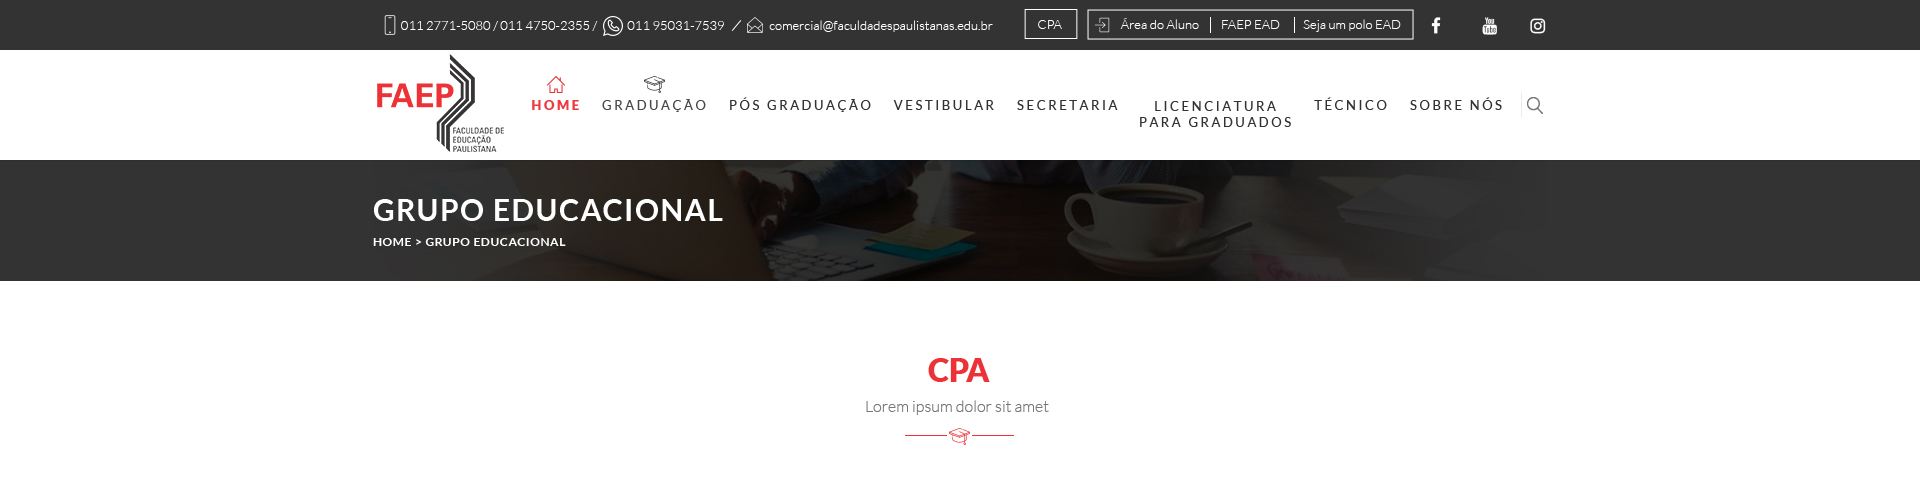 011 2771-5080 / 011 4750-2355 / 011 95031-7539 / comercial@faculdadespaulistanas.edu.br CPA Área do Aluno | FAEP EAD | Seja um polo EAD You Tube
FAEP
FACULDADE DE
EDUCAÇÃO
PAULISTANA
HOME GRADUAÇÃO PÓS GRADUAÇÃO VESTIBULAR SECRETARIA LICENCIATURA
PARA GRADUADOS TÉCNICO SOBRE NÓS
GRUPO EDUCACIONAL
HOME > GRUPO EDUCACIONAL
CPA
Lorem ipsum dolor sit amet